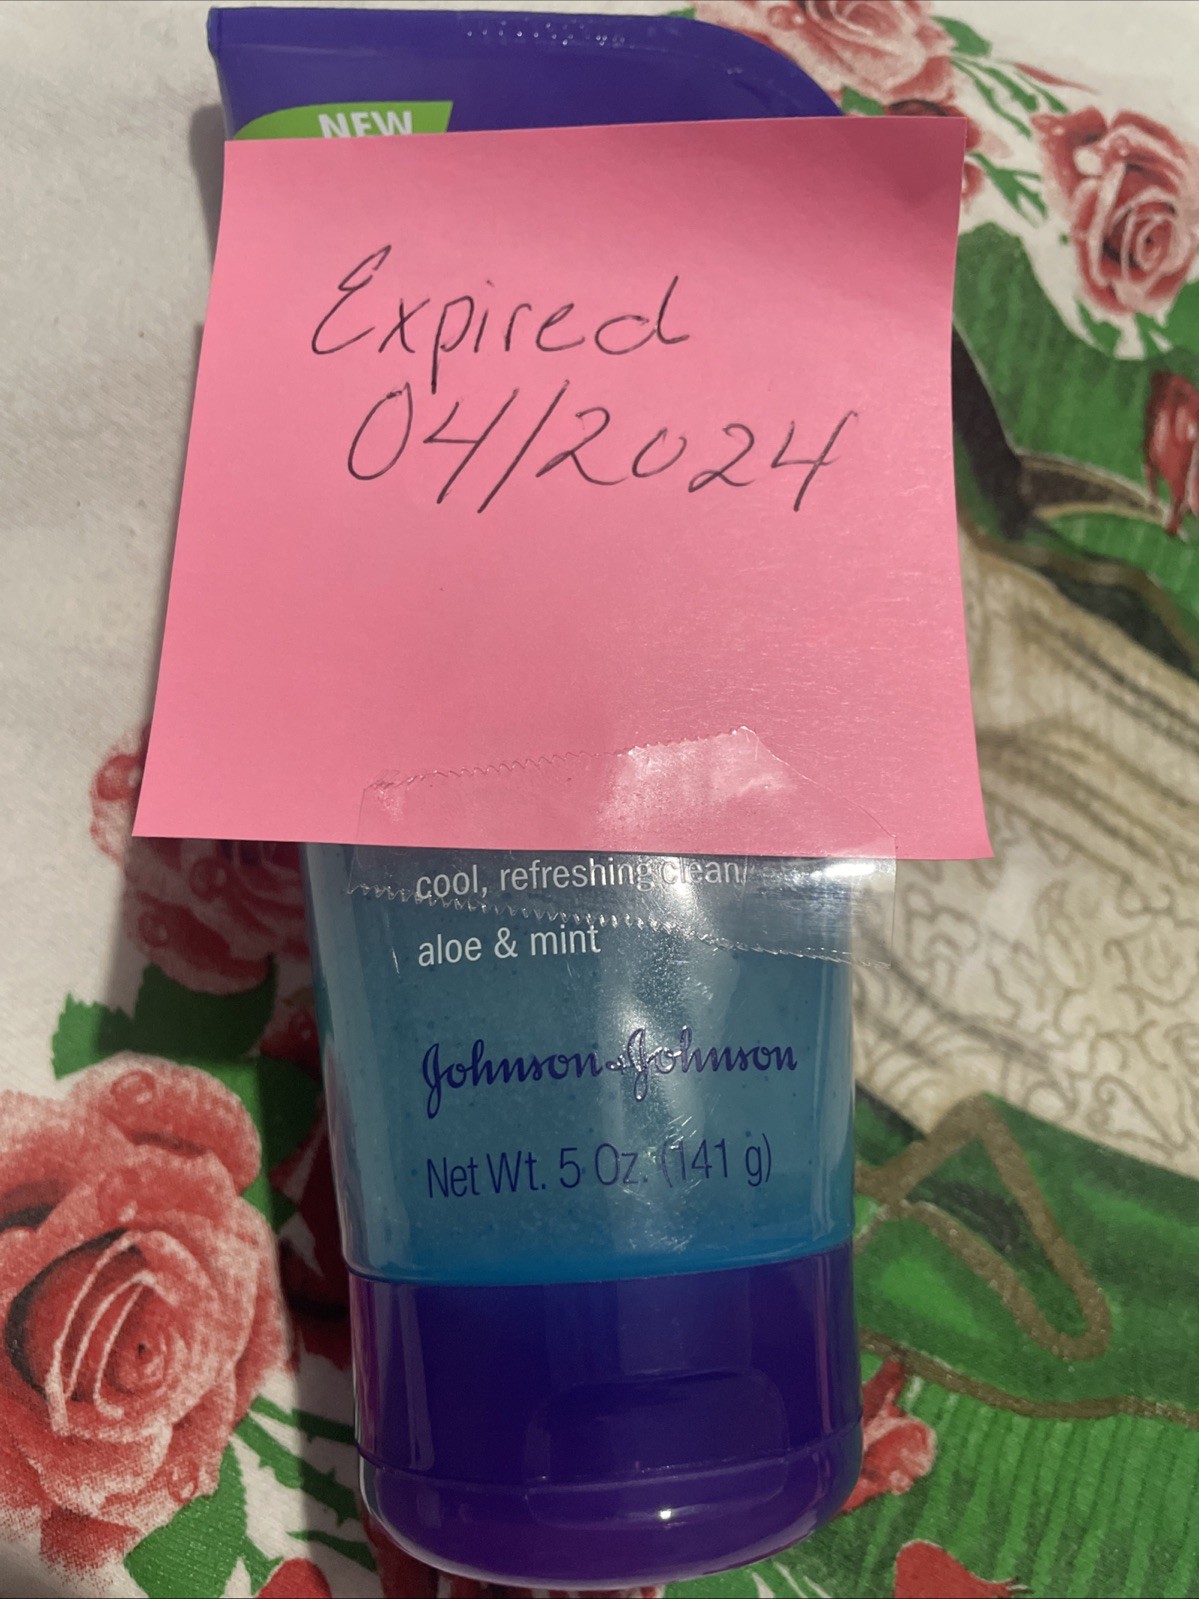 NEW
Expired
04/2024
cool, refreshing clean
aloe & mint
Johnson & Johnson
Net Wt. 5 Oz. (141 g)